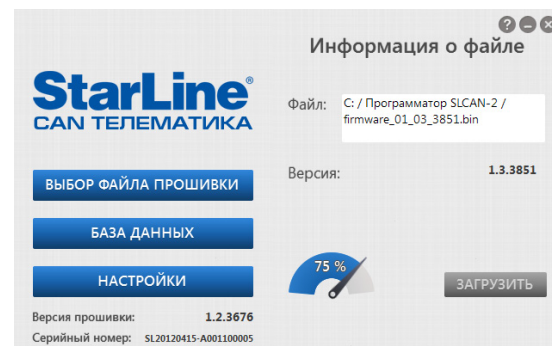 StarLine®
CAN ТЕЛЕМАТИКА
ВЫБОР ФАЙЛА ПРОШИВКИ
БАЗА ДАННЫХ
НАСТРОЙКИ
Версия прошивки: 1.2.3676
Серийный номер: SL20120415-A001100005
?
Информация о файле
Файл: C: / Программатор SLCAN-2 /
firmware_01_03_3851.bin
Версия: 1.3.3851
75 %
ЗАГРУЗИТЬ